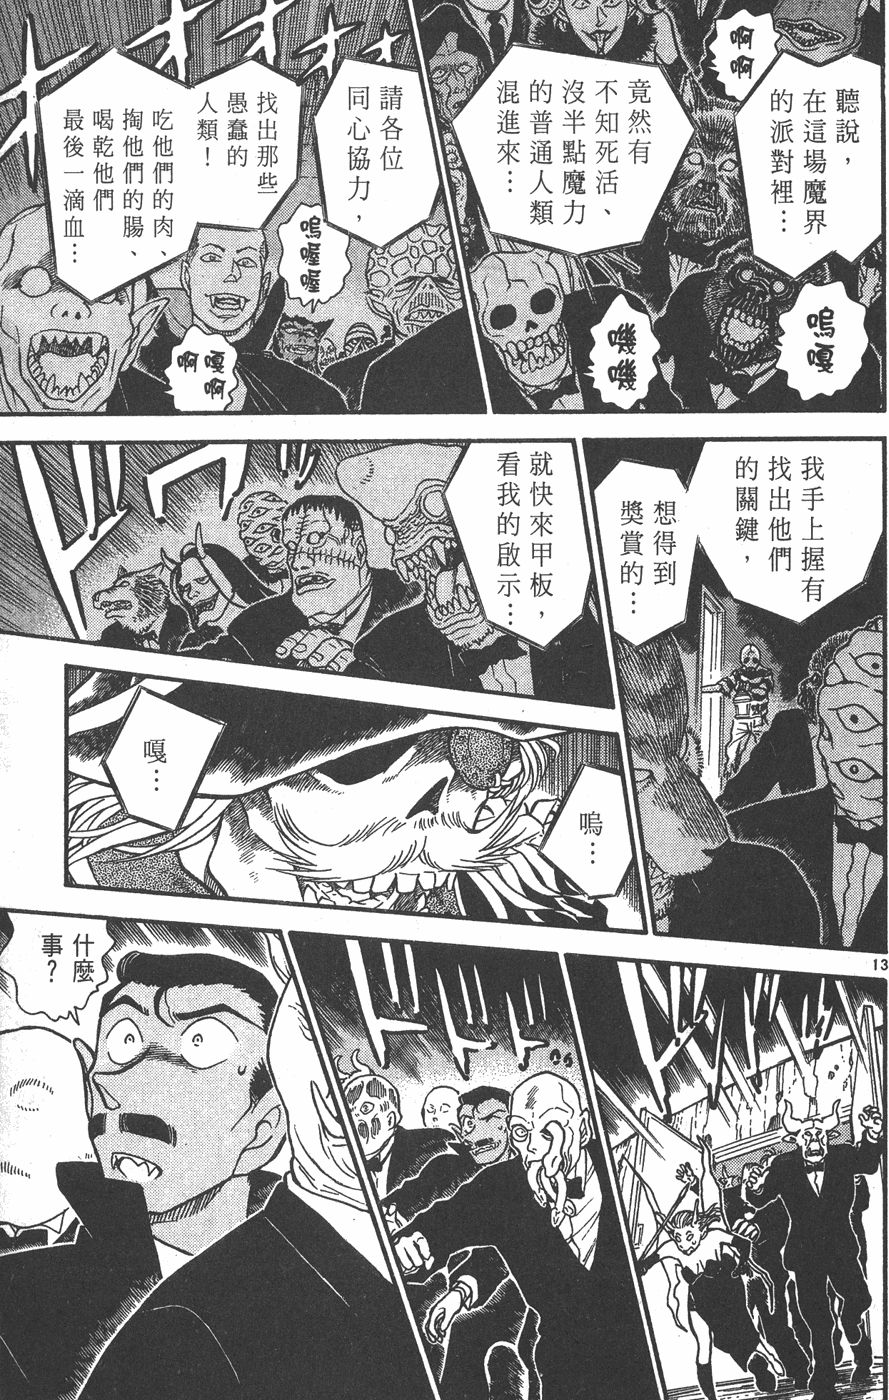 聽說，
在這場魔界
的派對裡…
啊
啊
竟然有
不知死活、
沒半點魔力
的普通人類
混進來…
嗚嘎
嘰嘰
請各位
同心協力，
找出那些
愚蠢的
人類！
吃他們的肉、
掏他們的腸、
喝乾他們
最後一滴血…
嗚喔喔
嘎啊
啊
我手上握有
找出他們
的關鍵，
想得到
獎賞的…
就快來甲板，
看我的啟示…
嗚…
嘎…
13
什麼
事？